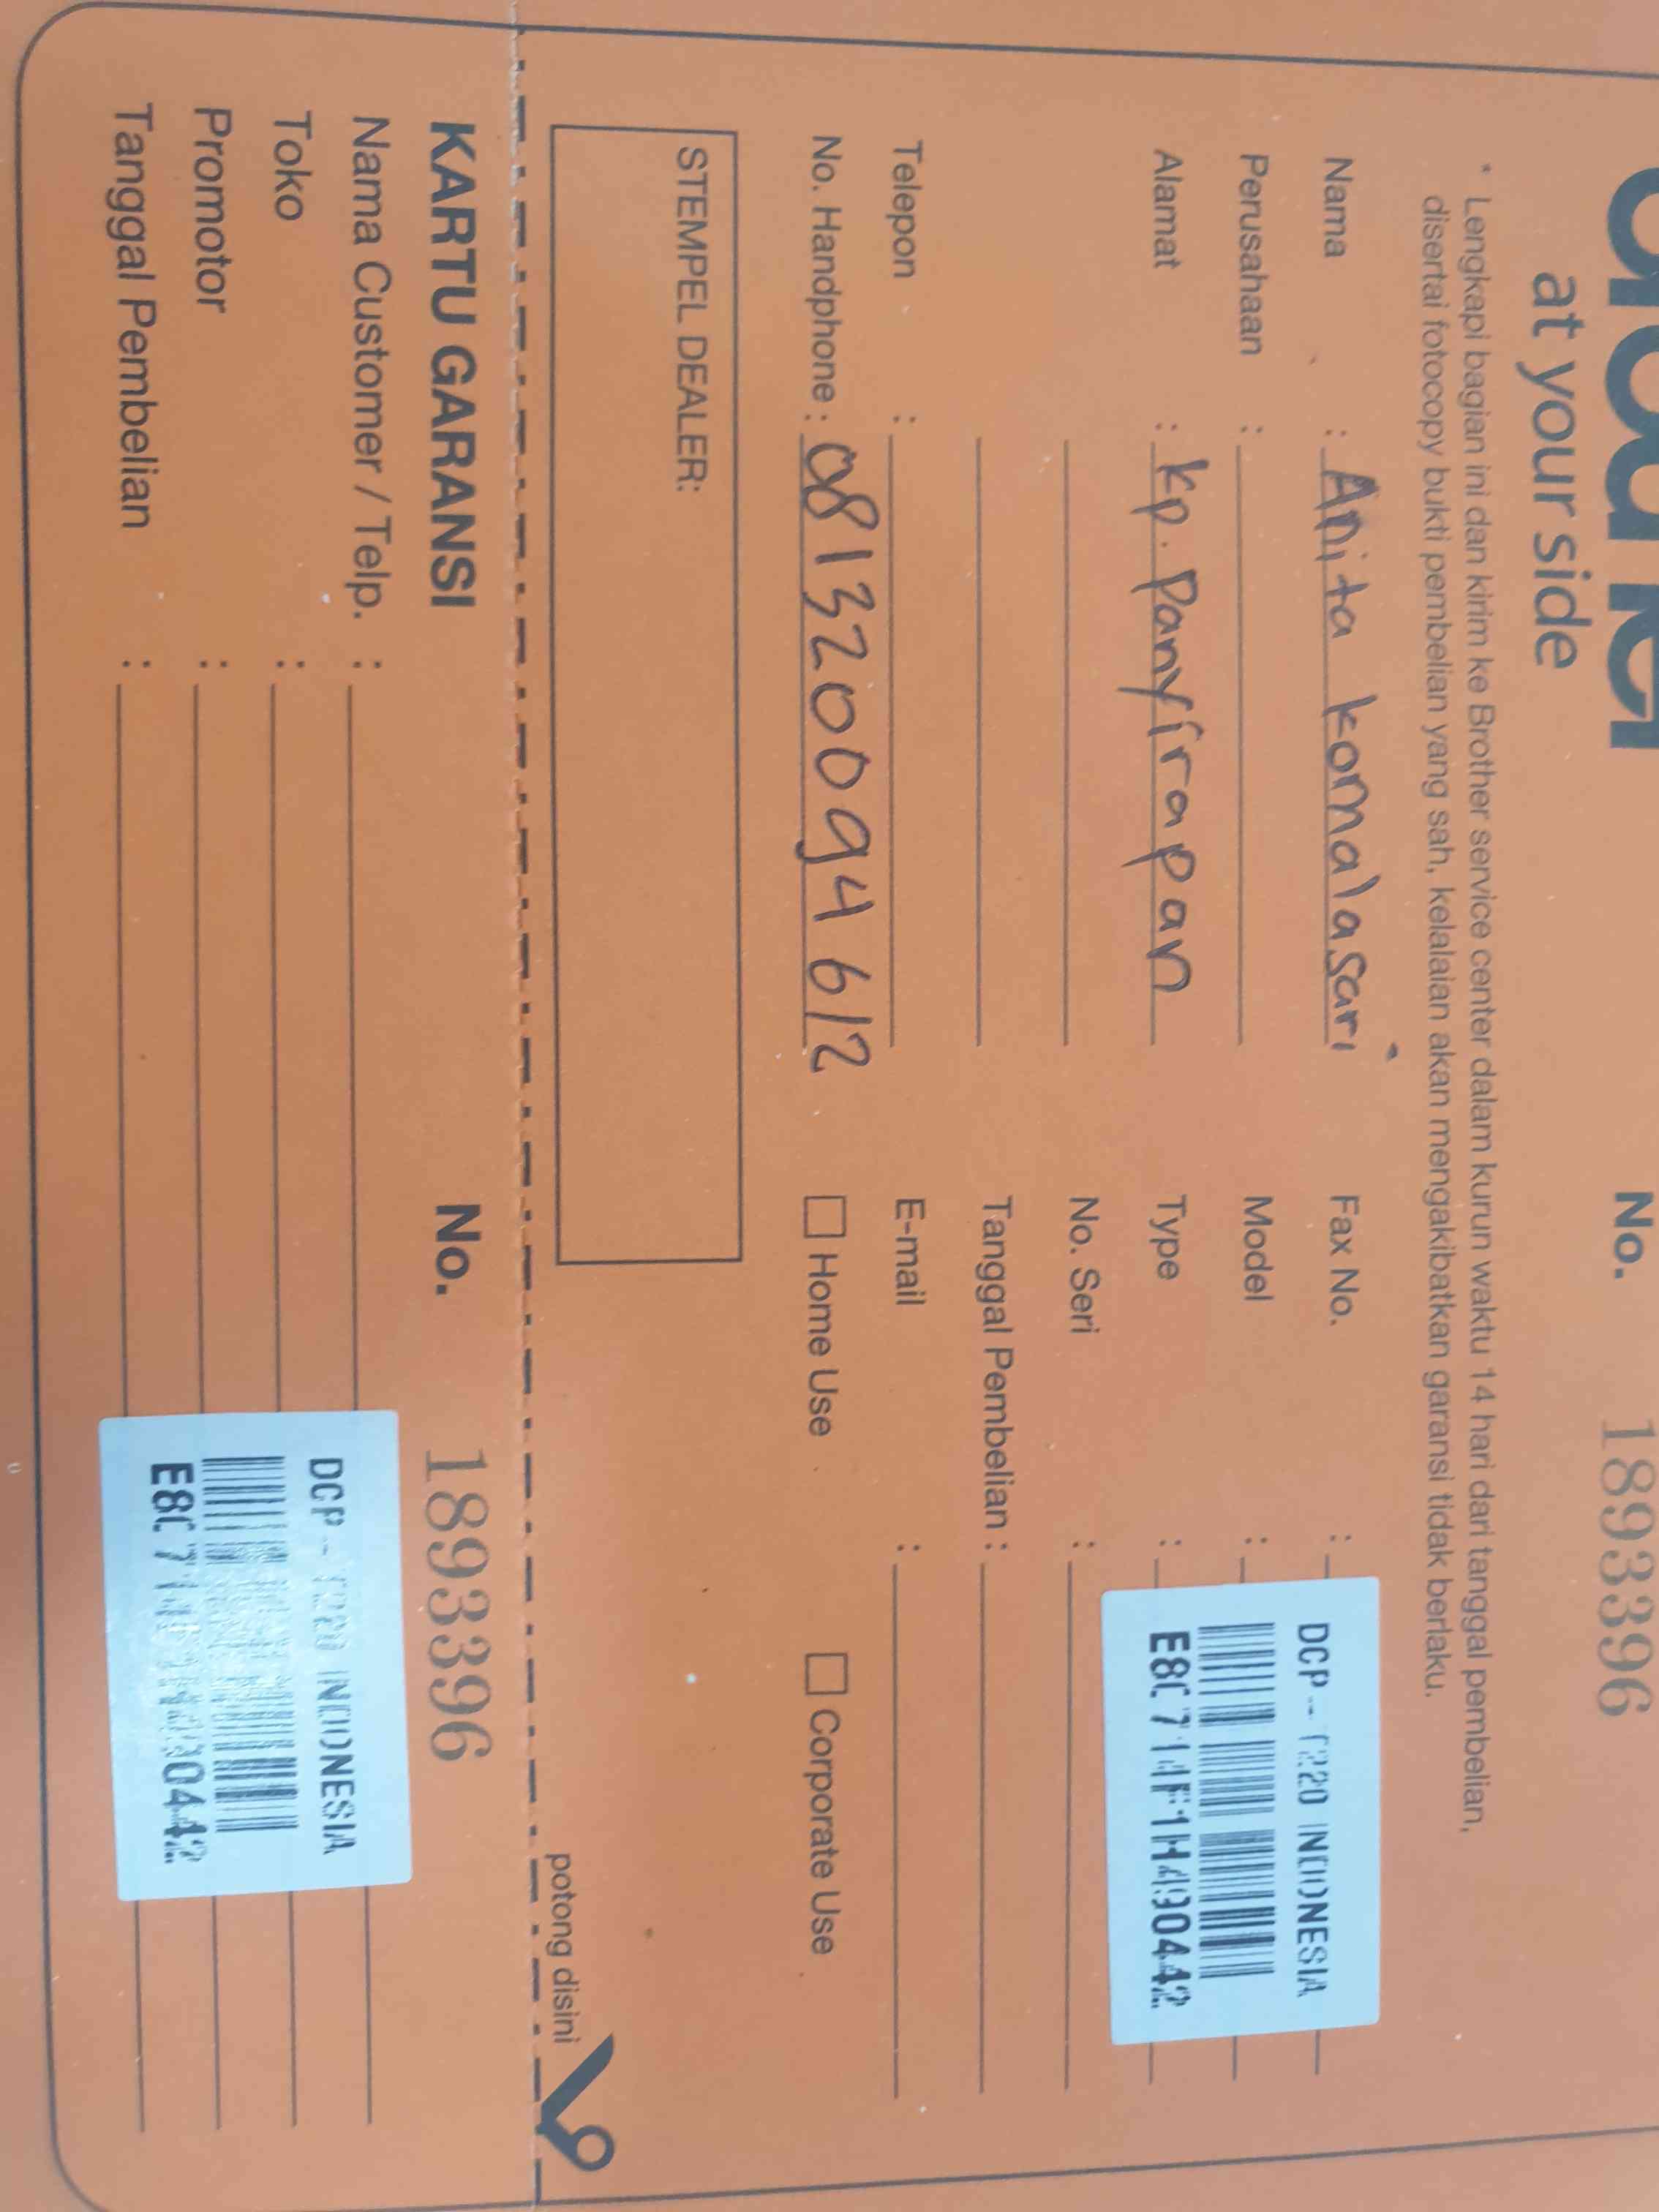 brother
at your side
No. 1893396
* Lengkapi bagian ini dan kirim ke Brother service center dalam kurun waktu 14 hari dari tanggal pembelian,
disertai fotocopy bukti pembelian yang sah, kelalaian akan mengakibatkan garansi tidak berlaku.
Nama : Anita komalasari
Perusahaan :
Alamat : kp. Panyirapan
Telepon :
No. Handphone :081320094612
Fax No. :
Model :
Type :
No. Seri :
Tanggal Pembelian :
E-mail :
Home Use
Corporate Use
DCP-T220 INDONESIA
STEMPEL DEALER:
potong disini
KARTU GARANSI
No. 1893396
Nama Customer / Telp. :
Toko :
Promotor :
Tanggal Pembelian :
DCP-T220 INDONESIA